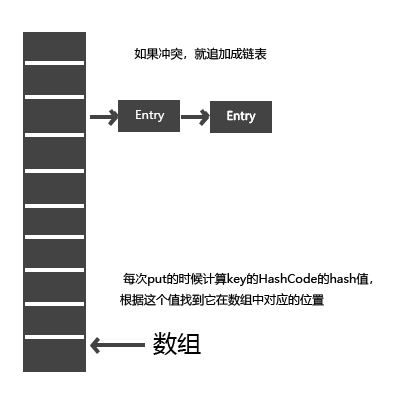 如果冲突，就追加成链表
Entry
Entry
每次put的时候计算key的HashCode的hash值，
根据这个值找到它在数组中对应的位置
数组